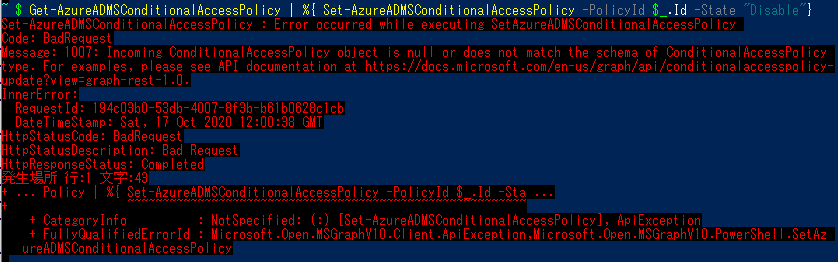 ~ $ Get-AzureADMSConditionalAccessPolicy | %{ Set-AzureADMSConditionalAccessPolicy -PolicyId $_.Id -State "Disable"}
Set-AzureADMSConditionalAccessPolicy : Error occurred while executing SetAzureADMSConditionalAccessPolicy
Code: BadRequest
Message: 1007: Incoming ConditionalAccessPolicy object is null or does not match the schema of ConditionalAccessPolicy
type. For examples, please see API documentation at https://docs.microsoft.com/en-us/graph/api/conditionalaccesspolicy-
update?view=graph-rest-1.0.
InnerError:
RequestId: 194c03b0-53db-4007-8f3b-b61b0628c1cb
DateTimeStamp: Sat, 17 Oct 2020 12:00:38 GMT
HttpStatusCode: BadRequest
HttpStatusDescription: Bad Request
HttpResponseStatus: Completed
発生場所 行:1 文字:43
+ ... Policy | %{ Set-AzureADMSConditionalAccessPolicy -PolicyId $_.Id -Sta ...
+ ~~~~~~~~~~~~~~~~~~~~~~~~~~~~~~~~~~~~~~~~~~~~~~~~~~~~~~~~~~~~~
+ CategoryInfo : NotSpecified: (:) [Set-AzureADMSConditionalAccessPolicy], ApiException
+ FullyQualifiedErrorId : Microsoft.Open.MSGraphV10.Client.ApiException,Microsoft.Open.MSGraphV10.PowerShell.SetAz
ureADMSConditionalAccessPolicy